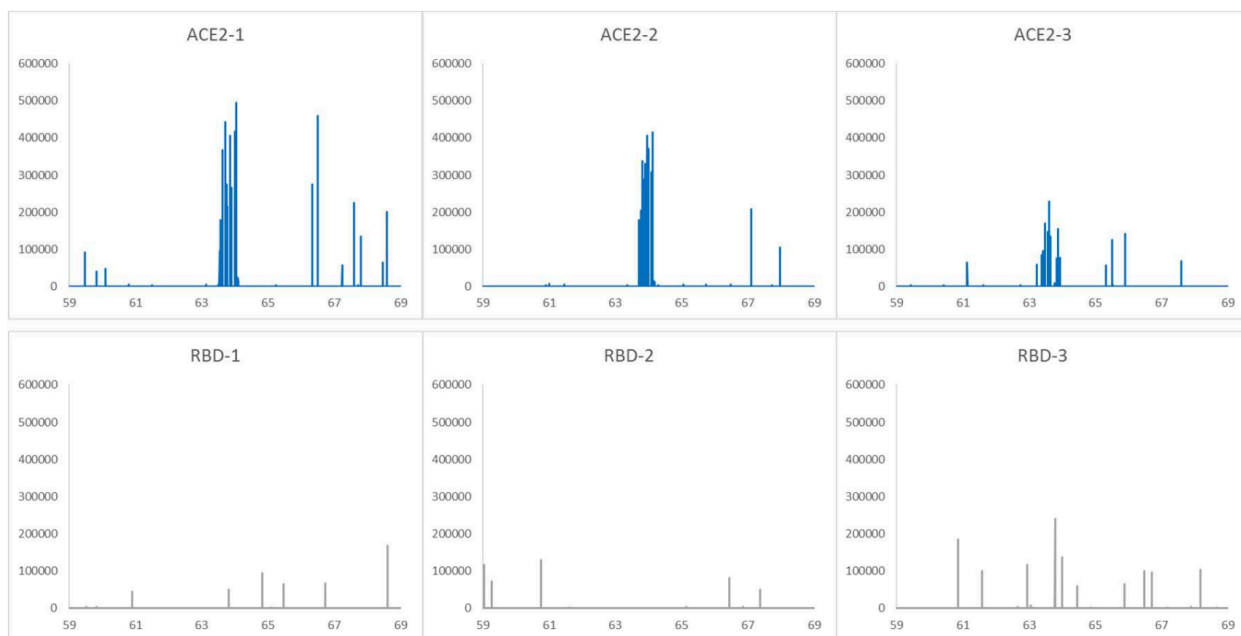 ACE2-1 ACE2-2 ACE2-3
600000 600000 600000
500000 500000 500000
400000 400000 400000
300000 300000 300000
200000 200000 200000
100000 100000 100000
0 0 0
59 61 63 65 67 69 59 61 63 65 67 69 59 61 63 65 67 69
RBD-1 RBD-2 RBD-3
600000 600000 600000
500000 500000 500000
400000 400000 400000
300000 300000 300000
200000 200000 200000
100000 100000 100000
0 0 0
59 61 63 65 67 69 59 61 63 65 67 69 59 61 63 65 67 69